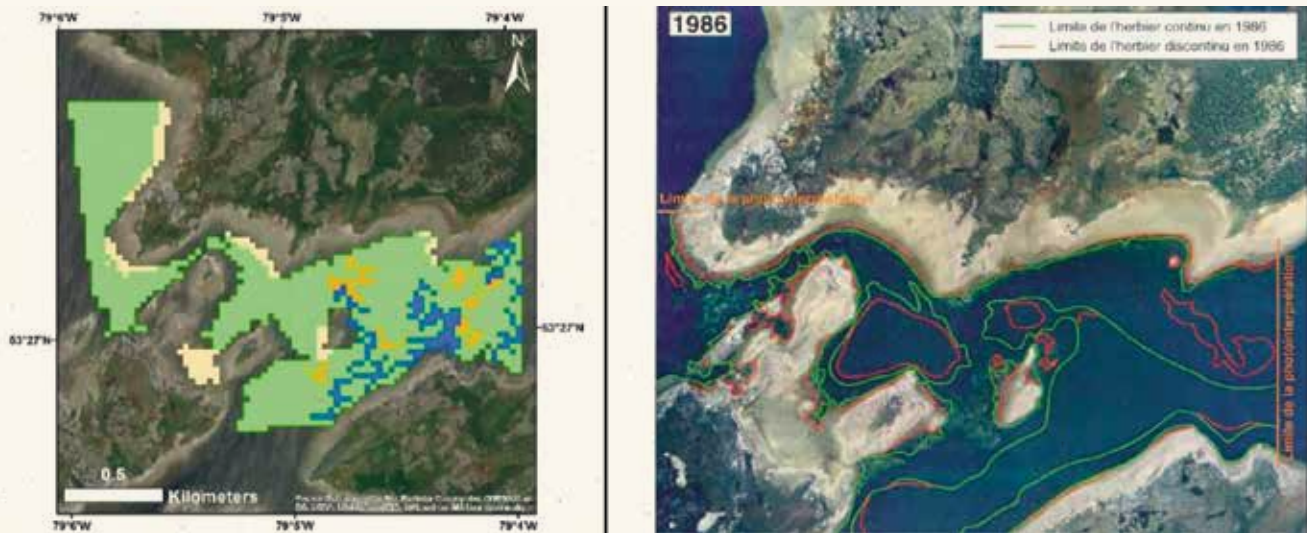 79°6'W 79°5'W 79°4'W
N
53°27'N 53°27'N
0.5
Kilometers
79°6'W 79°5'W 79°4'W
1986
Limite de l'herbier continu en 1986
Limite de l'herbier discontinu en 1986
Limite de la photointerprétation
Limite de la photointerprétation